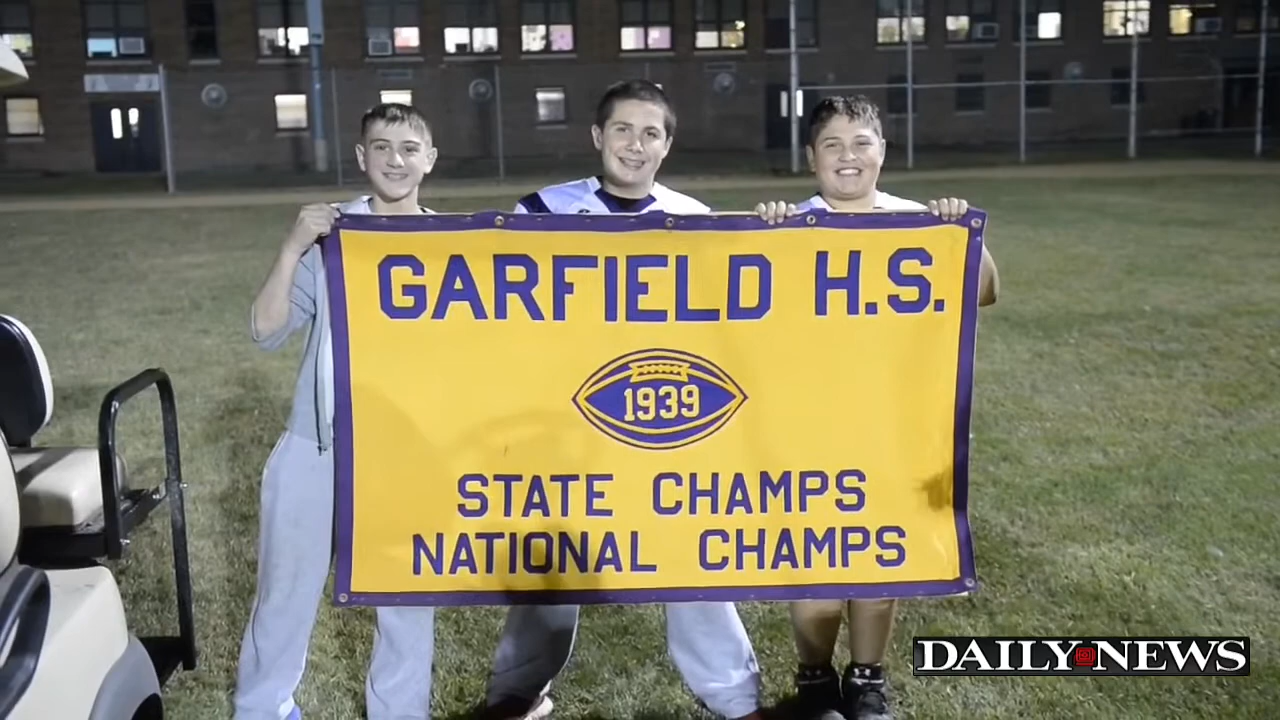 GARFIELD H.S.
1939
STATE CHAMPS
NATIONAL CHAMPS
DAILY NEWS